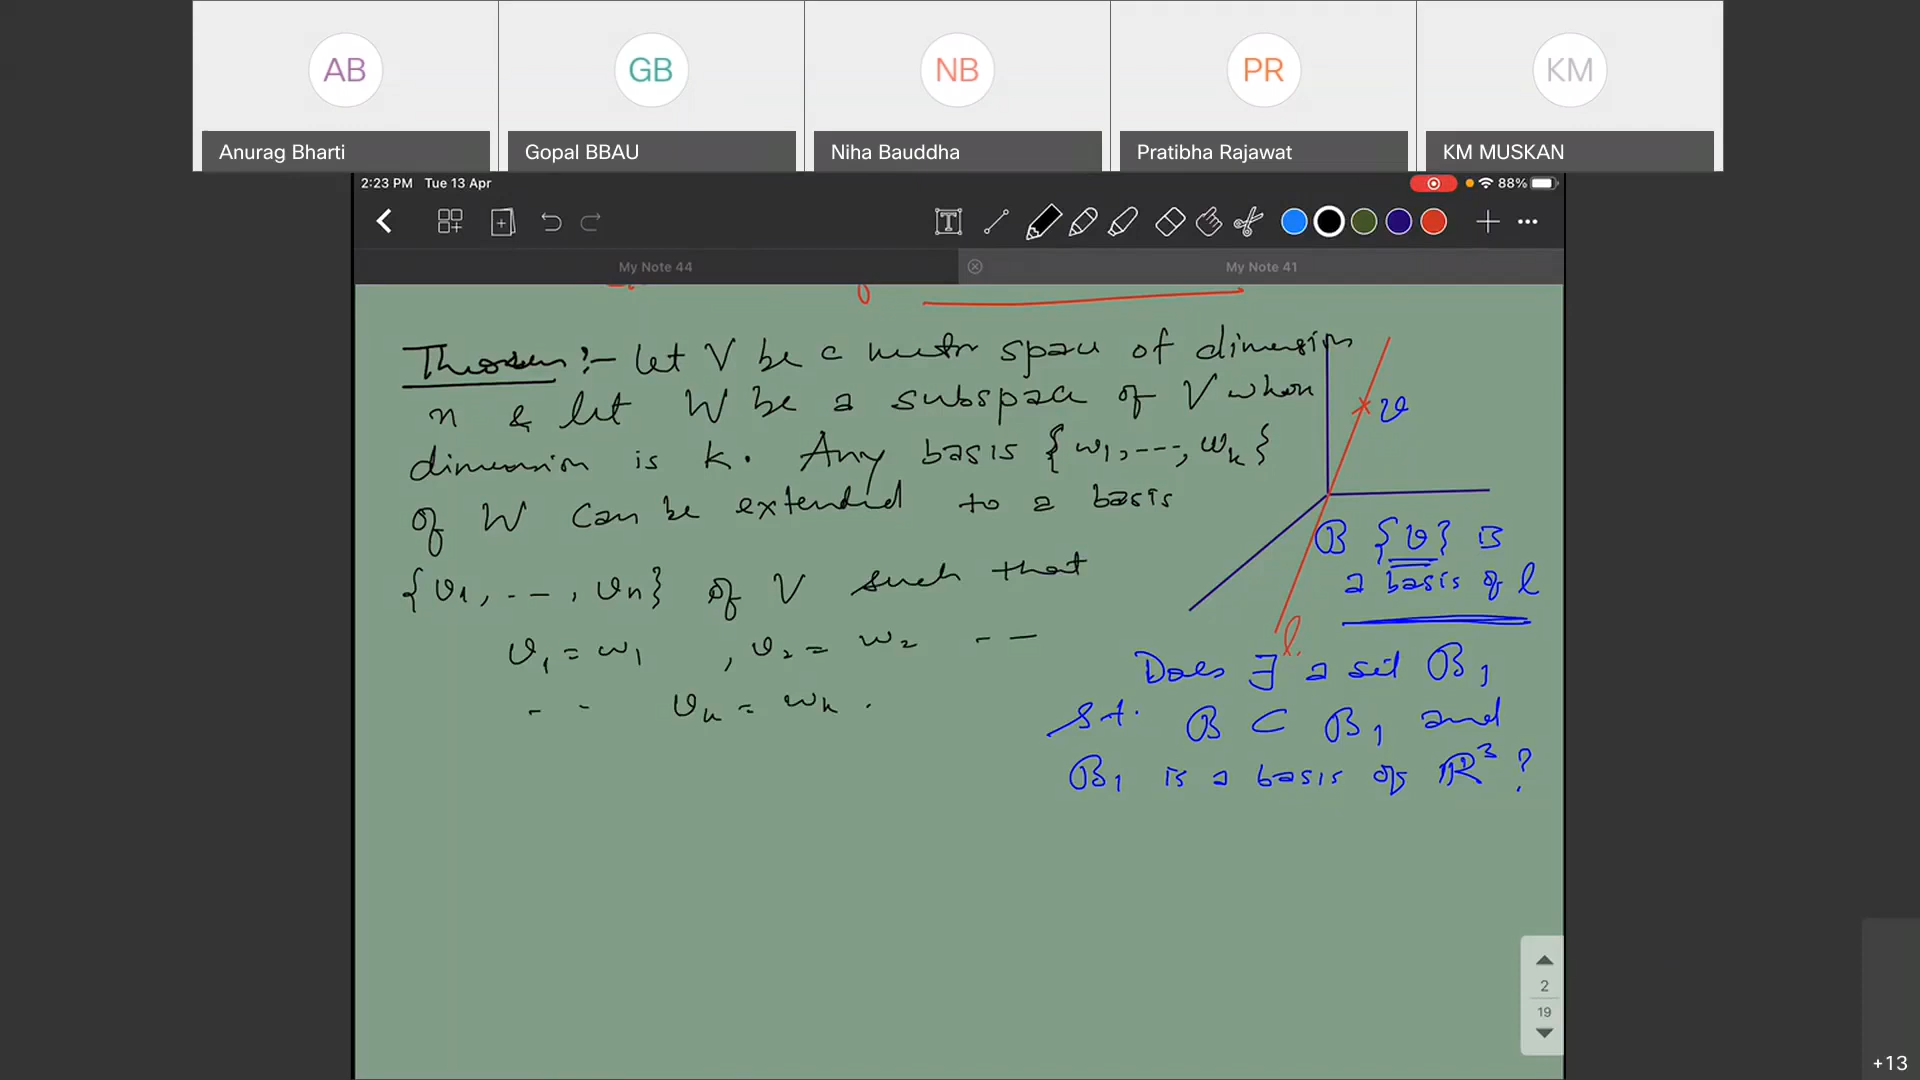 AB
GB
NB
PR
KM
Anurag Bharti
Gopal BBAU
Niha Bauddha
Pratibha Rajawat
KM MUSKAN
2:23 PM Tue 13 Apr
88%
My Note 44
My Note 41
Theorem :- let V be a vector space of dimension
n & let W be a subspace of V whose
dimension is k. Any basis {w1, ---, wk}
of W can be extended to a basis
{v1, - - -, vn} of V such that
v1 = w1 , v2 = w2 - -
- - vk = wk .
v
l
B {v} is
a basis of l
Does ∃ a set B1
s.t. B ⊂ B1 and
B1 is a basis of R^3 ?
2
19
+13